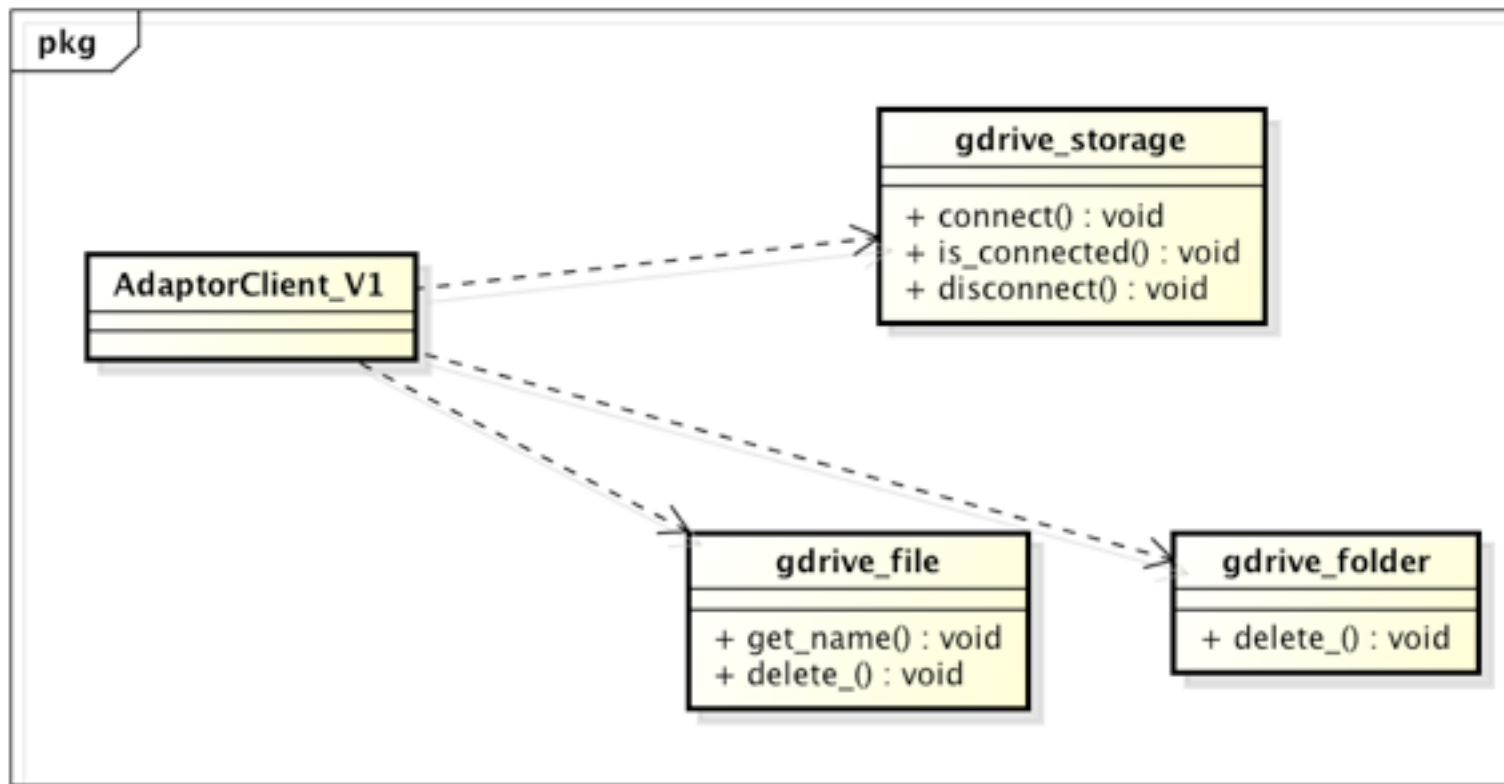 pkg
gdrive_storage
+ connect() : void
+ is_connected() : void
+ disconnect() : void
AdaptorClient_V1
gdrive_file
+ get_name() : void
+ delete_() : void
gdrive_folder
+ delete_() : void